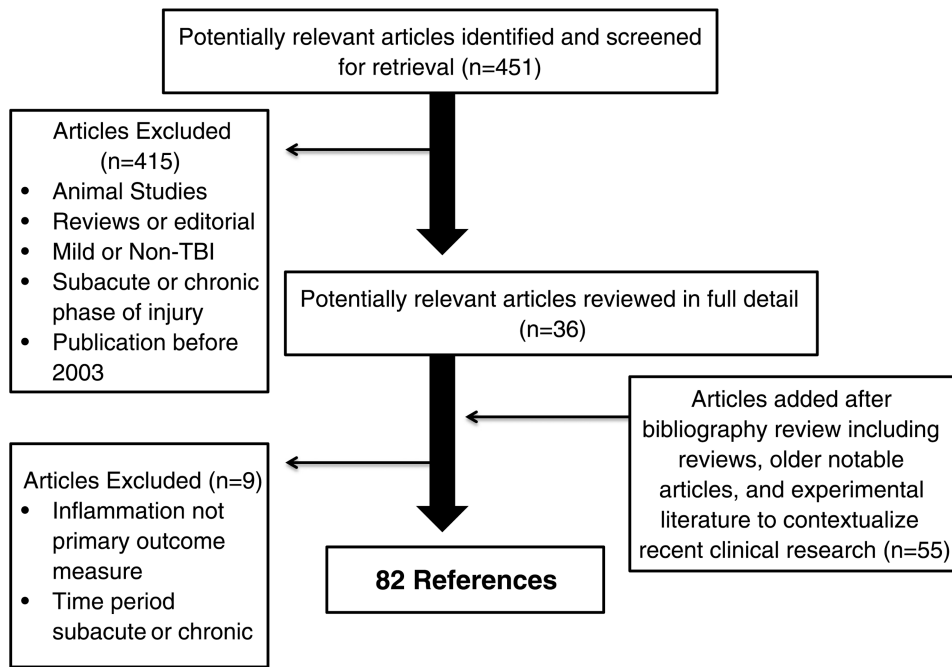 Potentially relevant articles identified and screened
for retrieval (n=451)
Articles Excluded
(n=415)
• Animal Studies
• Reviews or editorial
• Mild or Non-TBI
• Subacute or chronic
phase of injury
• Publication before
2003
Potentially relevant articles reviewed in full detail
(n=36)
Articles added after
bibliography review including
reviews, older notable
articles, and experimental
literature to contextualize
recent clinical research (n=55)
Articles Excluded (n=9)
• Inflammation not
primary outcome
measure
• Time period
subacute or chronic
82 References